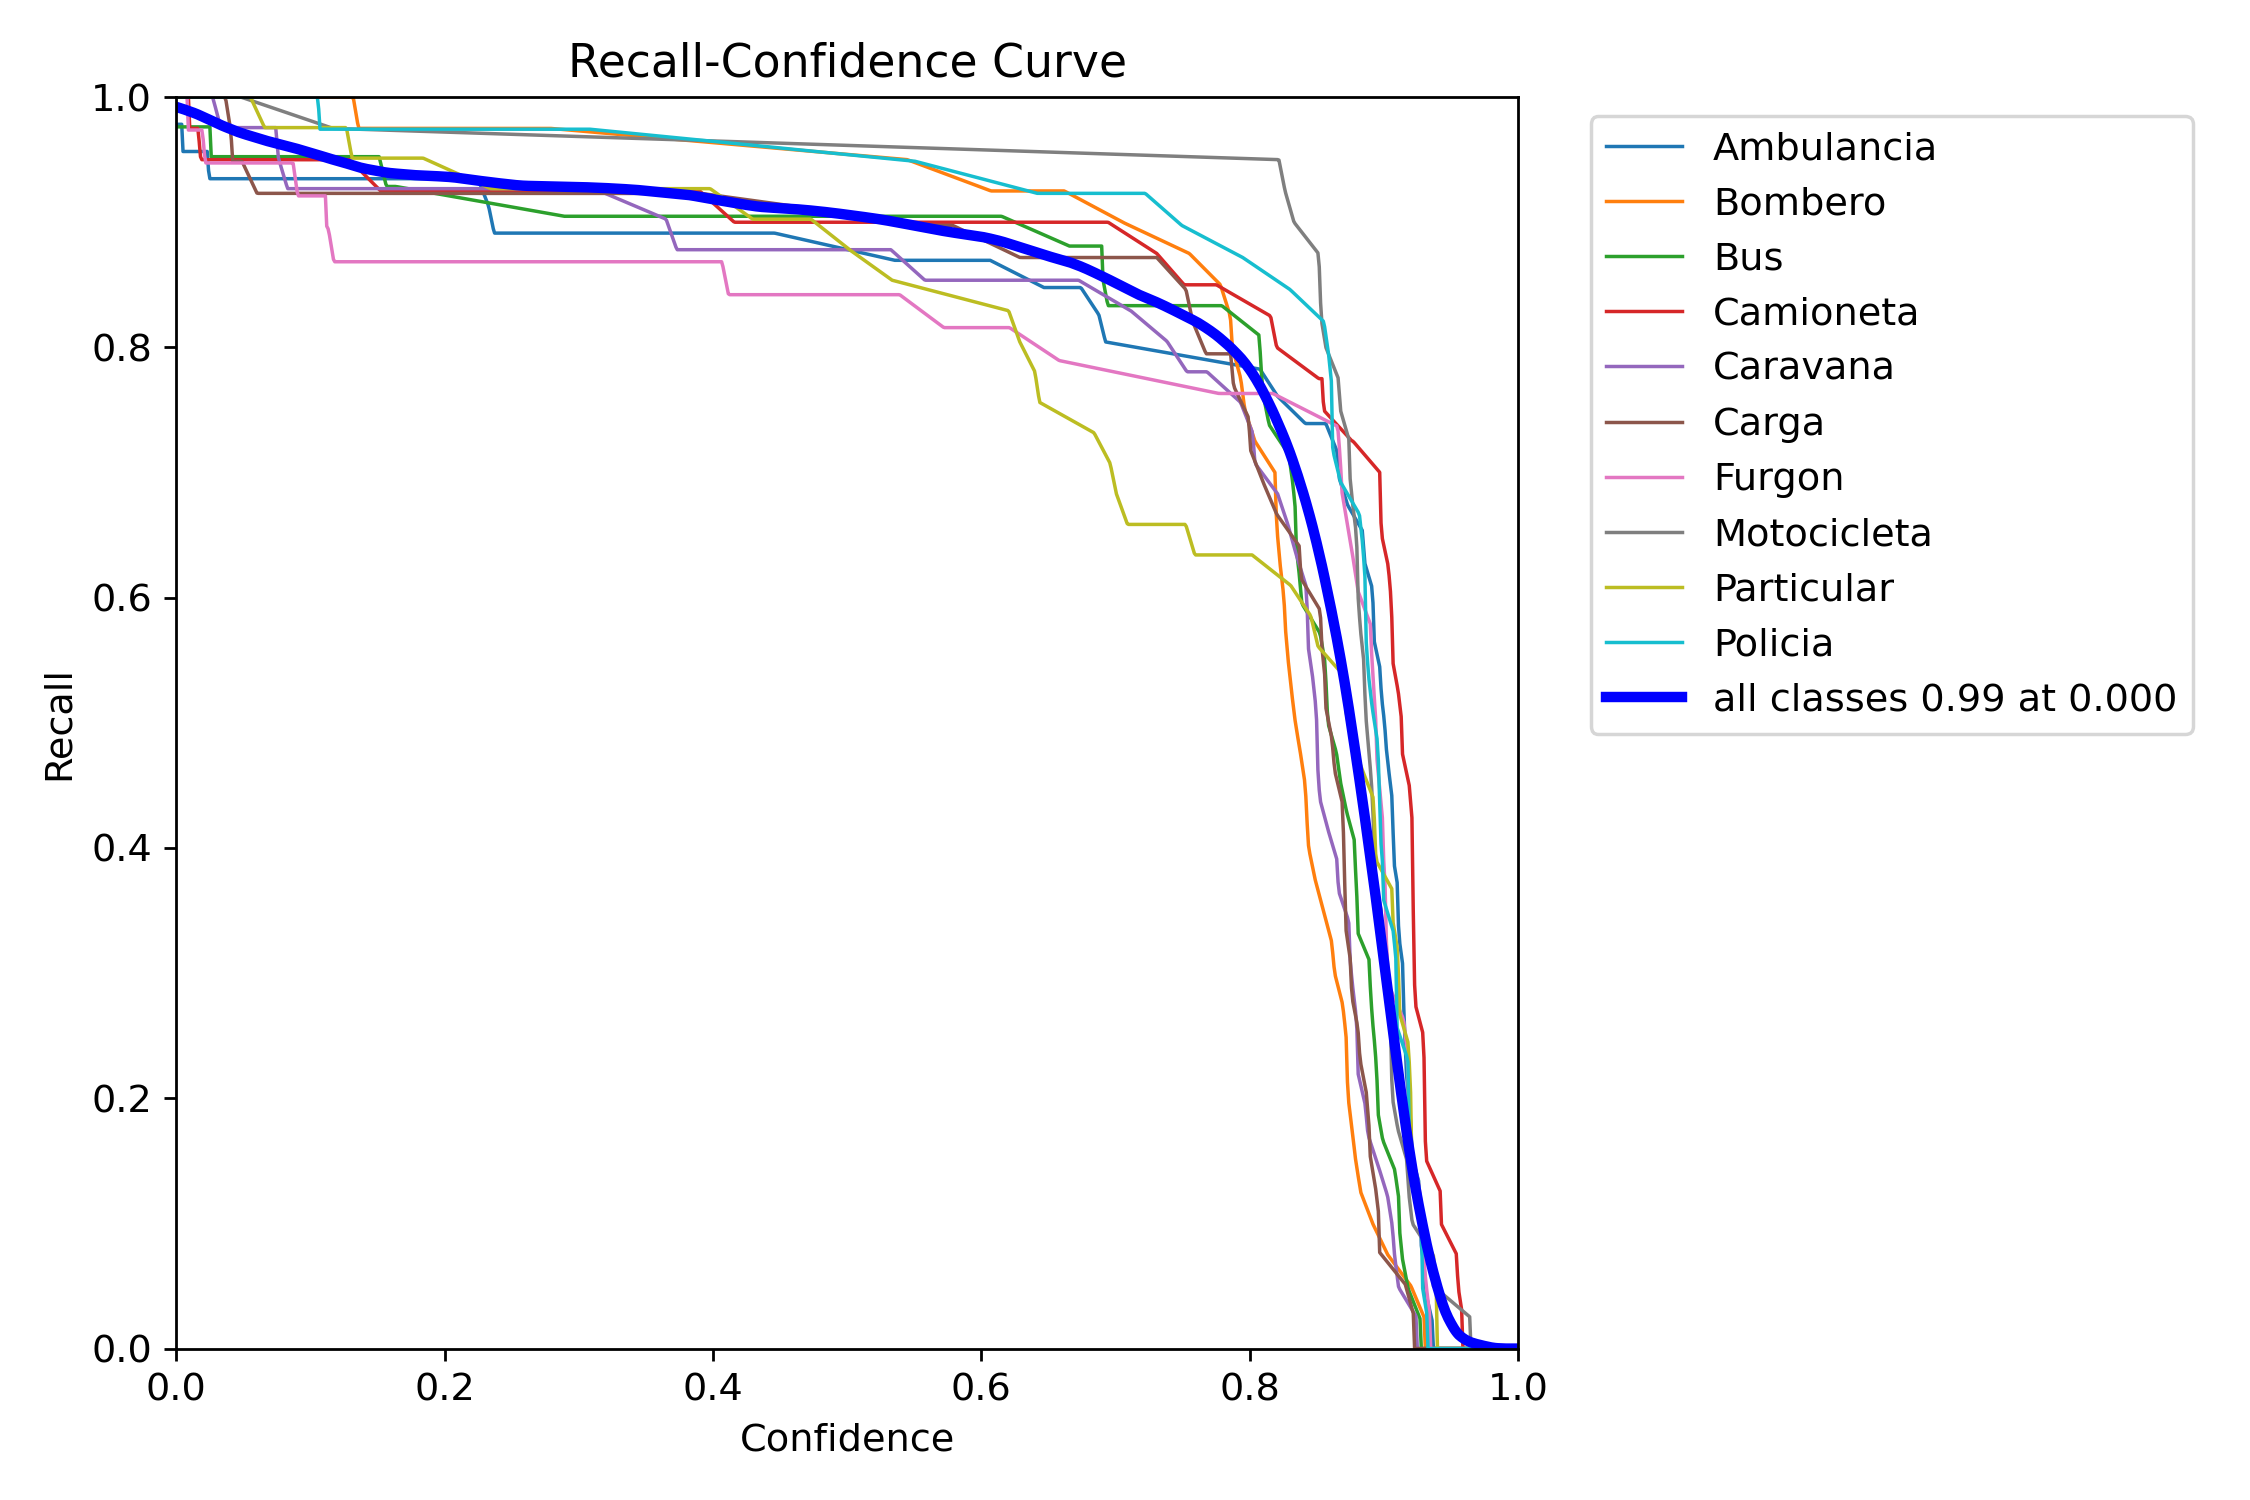 Recall-Confidence Curve
1.0
0.8
0.6
0.4
0.2
0.0
Recall
0.0 0.2 0.4 0.6 0.8 1.0
Confidence
Ambulancia
Bombero
Bus
Camioneta
Caravana
Carga
Furgon
Motocicleta
Particular
Policia
all classes 0.99 at 0.000